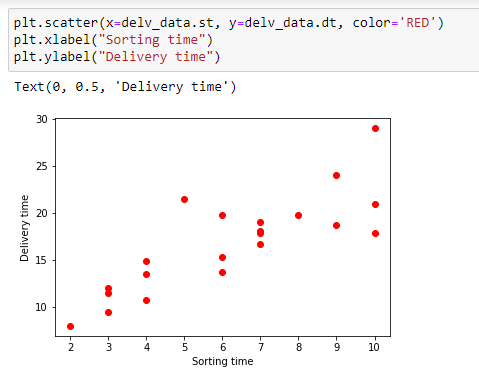 plt.scatter(x=delv_data.st, y=delv_data.dt, color='RED')
plt.xlabel("Sorting time")
plt.ylabel("Delivery time")
Text(0, 0.5, 'Delivery time')
30
25
20
15
10
Delivery time
2 3 4 5 6 7 8 9 10
Sorting time